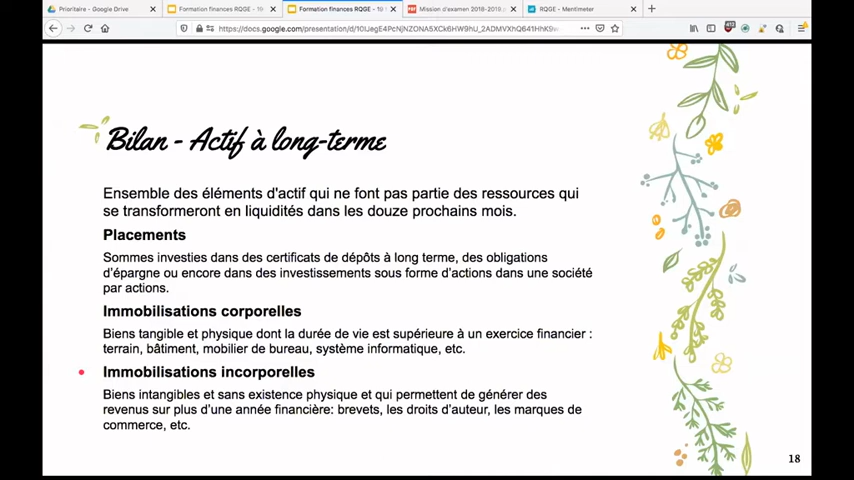 Prioritaire - Google Drive
Formation finances RQGE - 10
Formation finances RQGE - 10
Mission d'examen 2018-2019.p
RQGE - Mentimeter
Bilan - Actif à long-terme
Ensemble des éléments d'actif qui ne font pas partie des ressources qui
se transformeront en liquidités dans les douze prochains mois.
Placements
Sommes investies dans des certificats de dépôts à long terme, des obligations
d'épargne ou encore dans des investissements sous forme d'actions dans une société
par actions.
Immobilisations corporelles
Biens tangible et physique dont la durée de vie est supérieure à un exercice financier :
terrain, bâtiment, mobilier de bureau, système informatique, etc.
Immobilisations incorporelles
Biens intangibles et sans existence physique et qui permettent de générer des
revenus sur plus d'une année financière: brevets, les droits d'auteur, les marques de
commerce, etc.
18